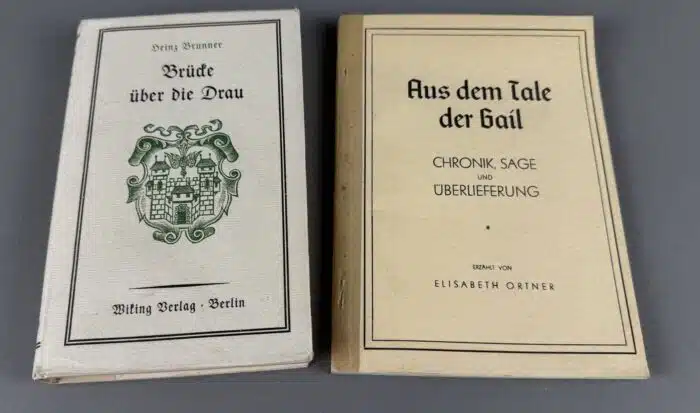 Heinz Brunner
Brücke
über die Drau
Wiking Verlag · Berlin
Aus dem Tale
der Gail
CHRONIK, SAGE
UND
ÜBERLIEFERUNG
*
ERZÄHLT VON
ELISABETH ORTNER